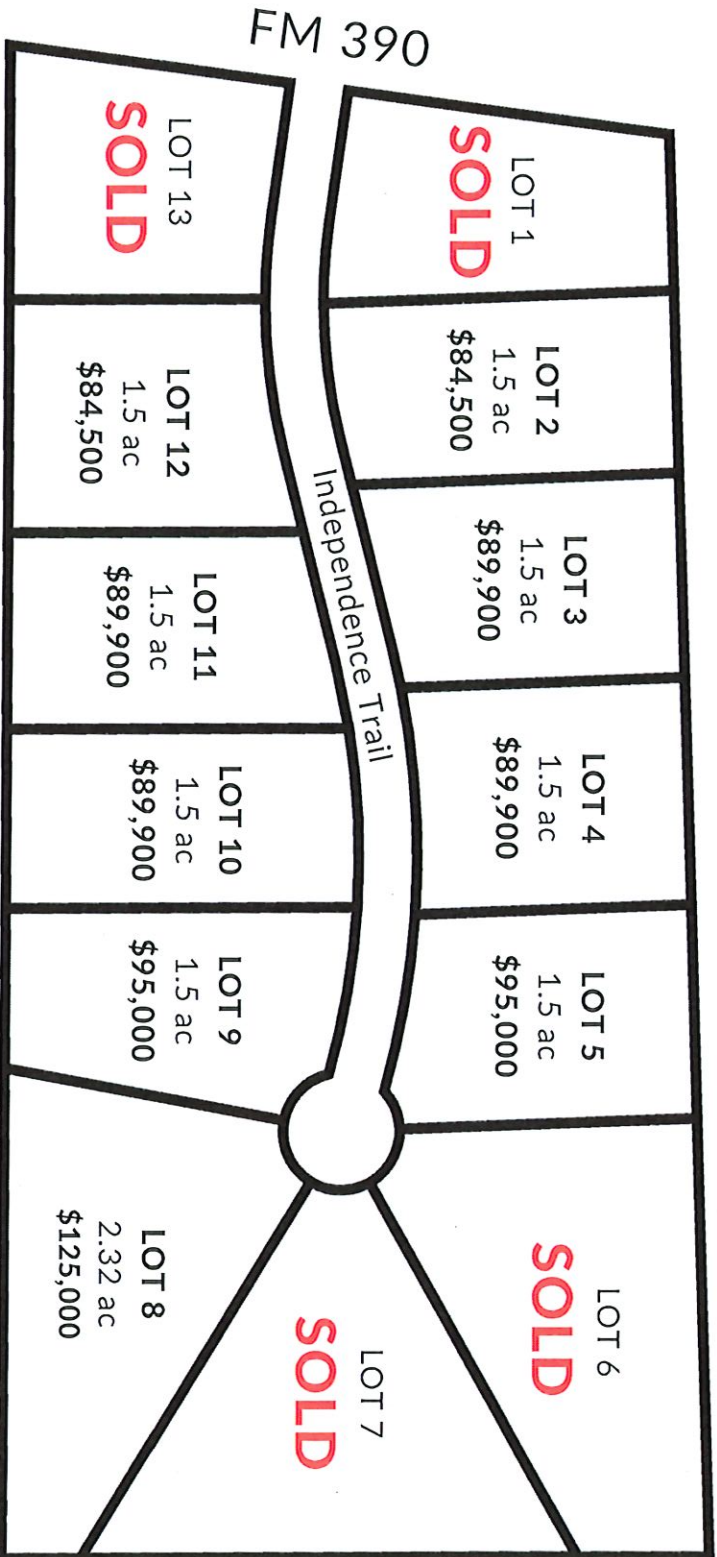 FM 390
LOT 1
SOLD
LOT 2
1.5 ac
$84,500
LOT 3
1.5 ac
$89,900
LOT 4
1.5 ac
$89,900
LOT 5
1.5 ac
$95,000
LOT 6
SOLD
LOT 7
SOLD
LOT 8
2.32 ac
$125,000
LOT 9
1.5 ac
$95,000
LOT 10
1.5 ac
$89,900
LOT 11
1.5 ac
$89,900
LOT 12
1.5 ac
$84,500
LOT 13
SOLD
Independence Trail